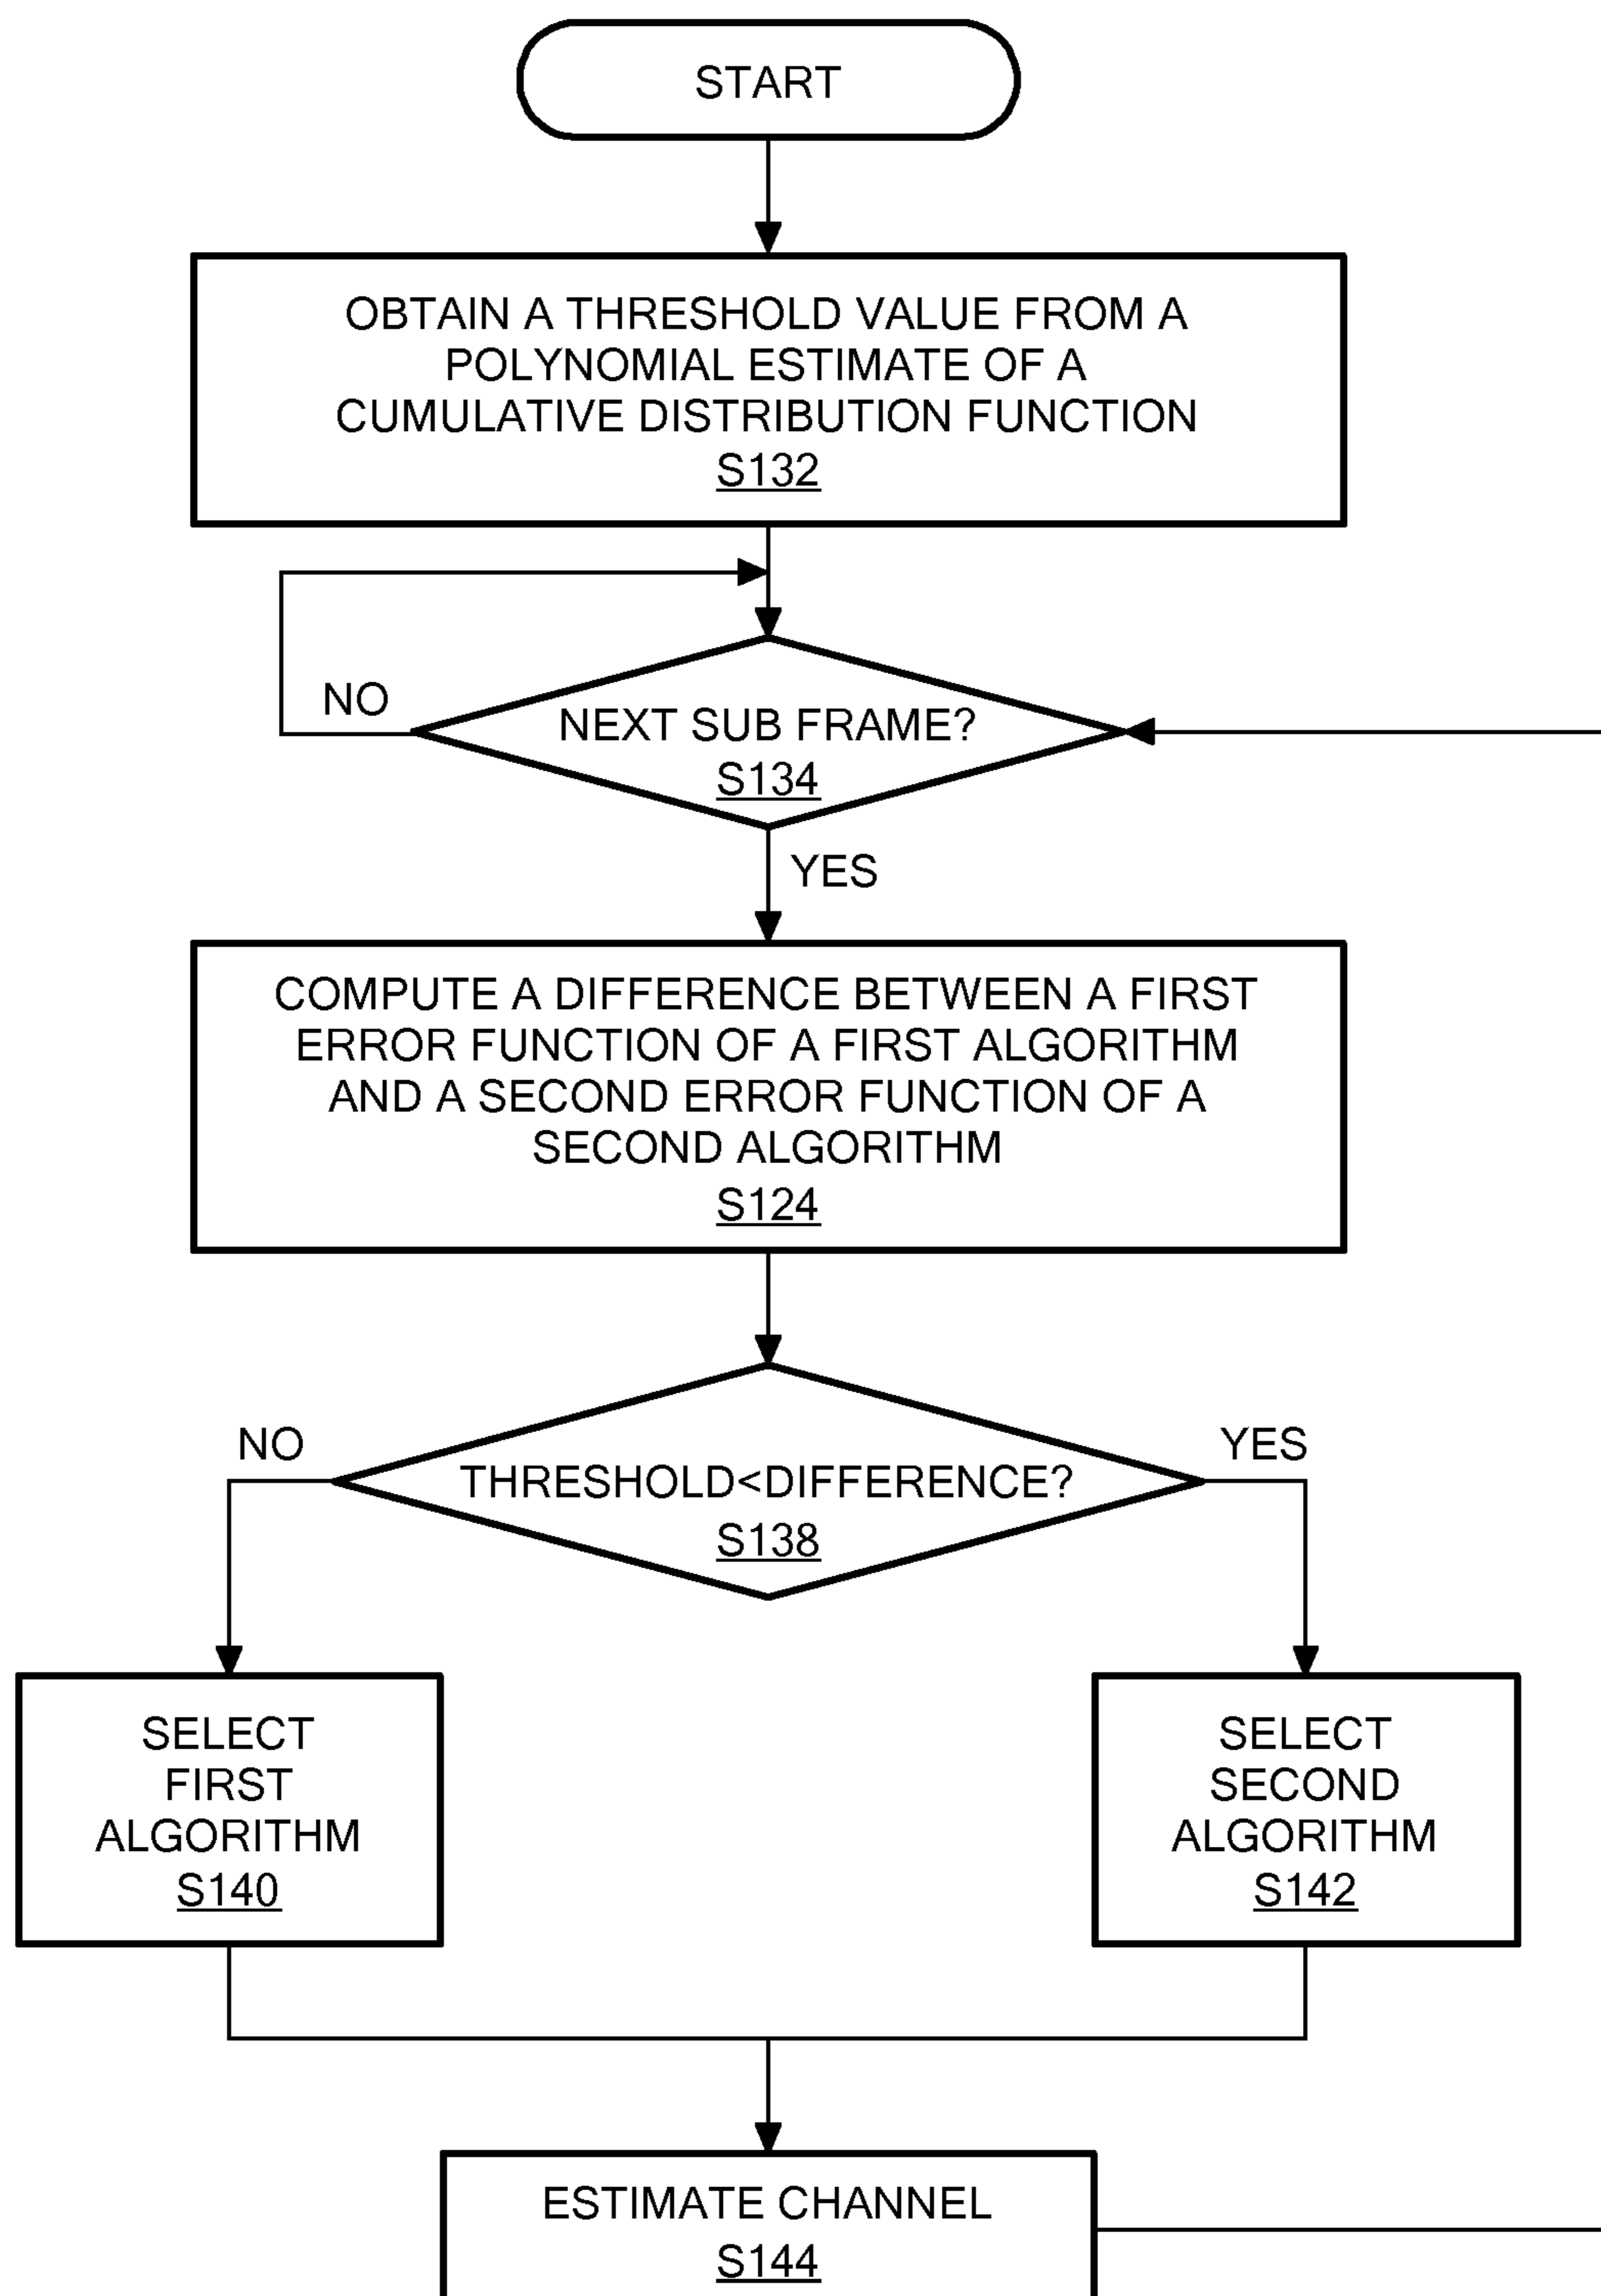 START
OBTAIN A THRESHOLD VALUE FROM A
POLYNOMIAL ESTIMATE OF A
CUMULATIVE DISTRIBUTION FUNCTION
S132
NO
NEXT SUB FRAME?
S134
YES
COMPUTE A DIFFERENCE BETWEEN A FIRST
ERROR FUNCTION OF A FIRST ALGORITHM
AND A SECOND ERROR FUNCTION OF A
SECOND ALGORITHM
S124
NO
YES
THRESHOLD<DIFFERENCE?
S138
SELECT
FIRST
ALGORITHM
S140
SELECT
SECOND
ALGORITHM
S142
ESTIMATE CHANNEL
S144